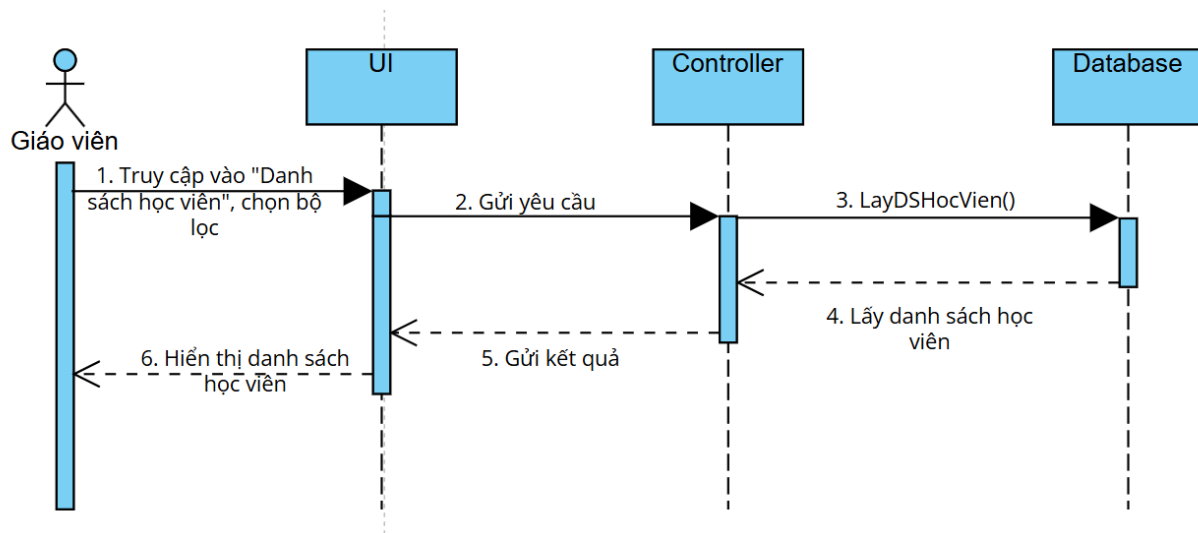 UI
Controller
Database
Giáo viên
1. Truy cập vào "Danh
sách học viên", chọn bộ
lọc
2. Gửi yêu cầu
3. LayDSHocVien()
4. Lấy danh sách học
viên
5. Gửi kết quả
6. Hiển thị danh sách
học viên